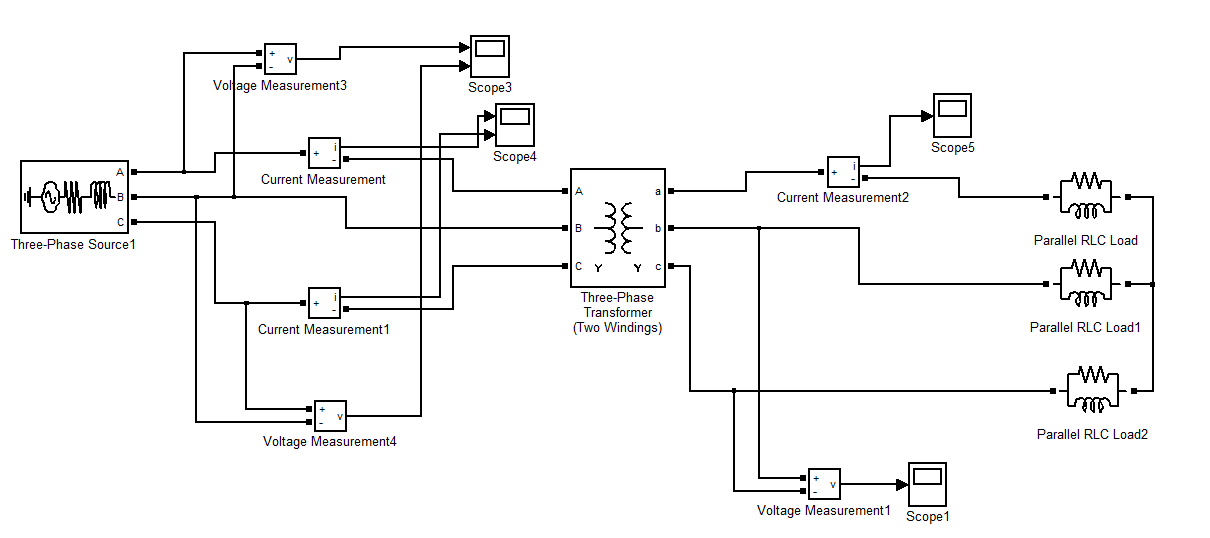 +
-
v
Voltage Measurement3
Scope3
+
i
-
Current Measurement
Scope4
A
B
C
Three-Phase Source1
+
i
-
Current Measurement1
+
-
v
Voltage Measurement4
A
B
C
a
b
c
Y
Y
Three-Phase
Transformer
(Two Windings)
+
i
-
Current Measurement2
Scope5
Parallel RLC Load
Parallel RLC Load1
Parallel RLC Load2
+
-
v
Voltage Measurement1
Scope1